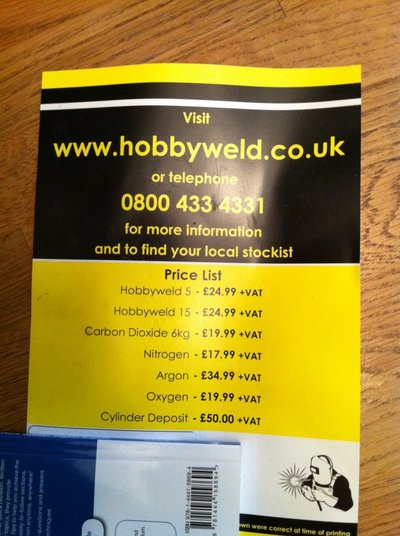 Visit
www.hobbyweld.co.uk
or telephone
0800 433 4331
for more information
and to find your local stockist
Price List
Hobbyweld 5 - £24.99 +VAT
Hobbyweld 15 - £24.99 +VAT
Carbon Dioxide 6kg - £19.99 +VAT
Nitrogen - £17.99 +VAT
Argon - £34.99 +VAT
Oxygen - £19.99 +VAT
Cylinder Deposit - £50.00 +VAT
own were correct at time of printing
questions and answers